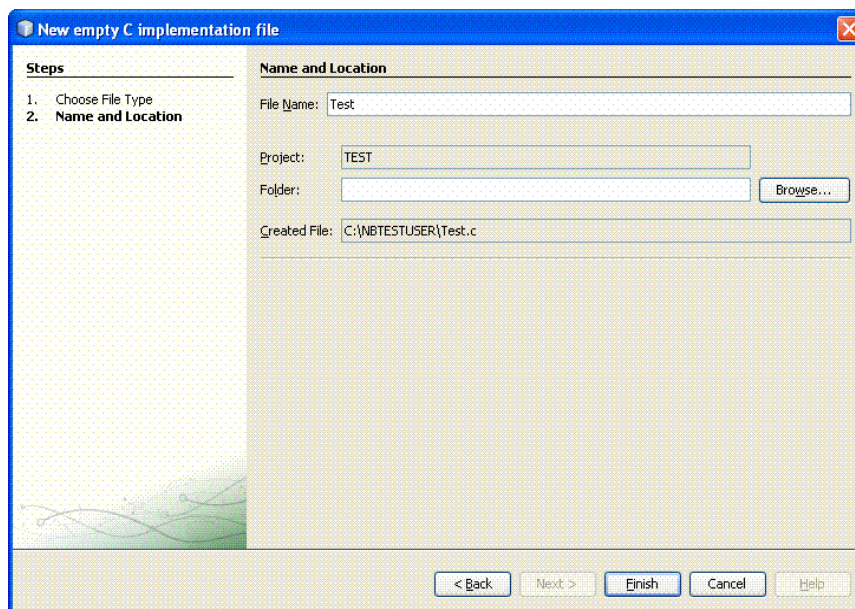 New empty C implementation file
Steps
1. Choose File Type
2. Name and Location
Name and Location
File Name: Test
Project: TEST
Folder: Browse...
Created File: C:\NBTESTUSER\Test.c
< Back Next > Finish Cancel Help